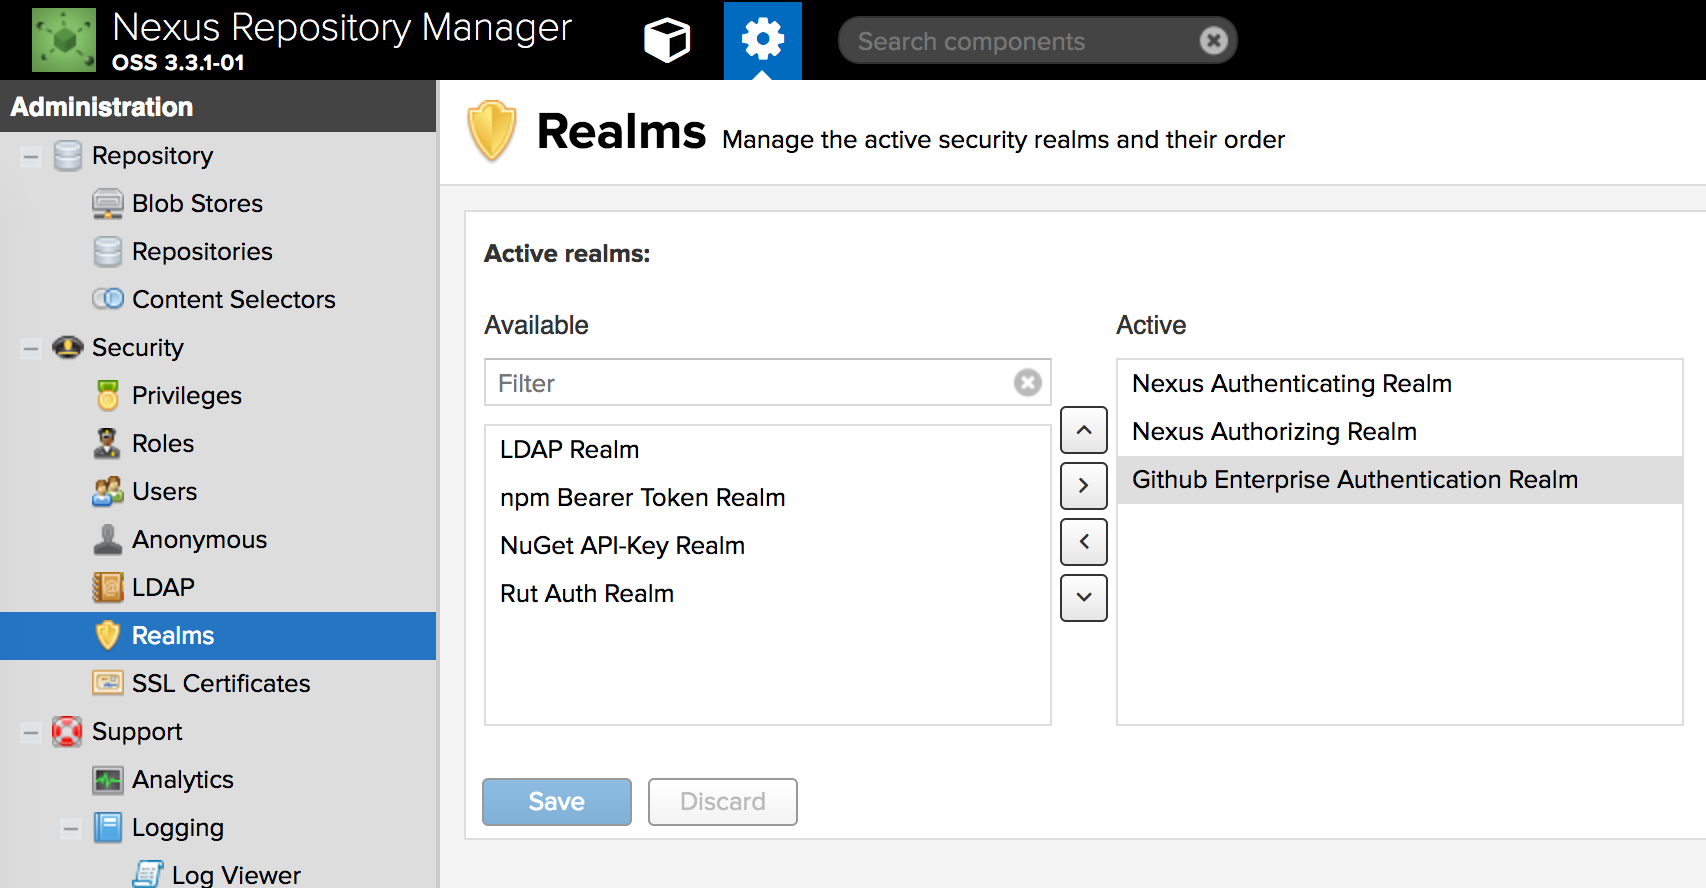 Nexus Repository Manager
OSS 3.3.1-01
Search components
Administration
Repository
Blob Stores
Repositories
Content Selectors
Security
Privileges
Roles
Users
Anonymous
LDAP
Realms
SSL Certificates
Support
Analytics
Logging
Log Viewer
Realms Manage the active security realms and their order
Active realms:
Available
Filter
LDAP Realm
npm Bearer Token Realm
NuGet API-Key Realm
Rut Auth Realm
Active
Nexus Authenticating Realm
Nexus Authorizing Realm
Github Enterprise Authentication Realm
Save
Discard